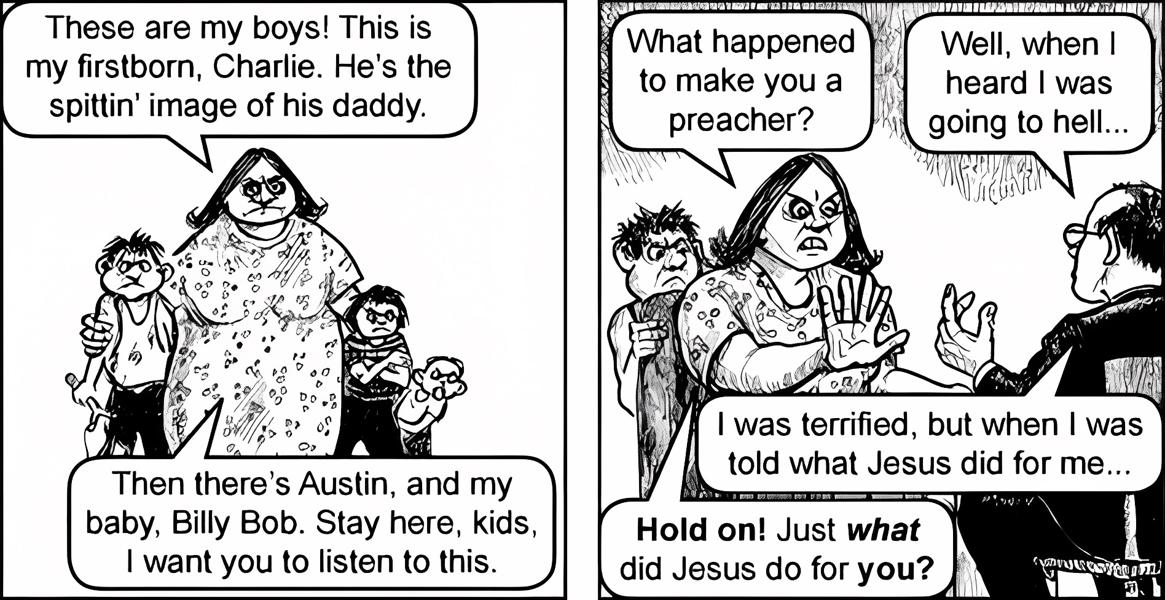 These are my boys! This is
my firstborn, Charlie. He's the
spittin' image of his daddy.
Then there's Austin, and my
baby, Billy Bob. Stay here, kids,
I want you to listen to this.
What happened
to make you a
preacher?
Well, when I
heard I was
going to hell...
I was terrified, but when I was
told what Jesus did for me...
Hold on! Just what
did Jesus do for you?